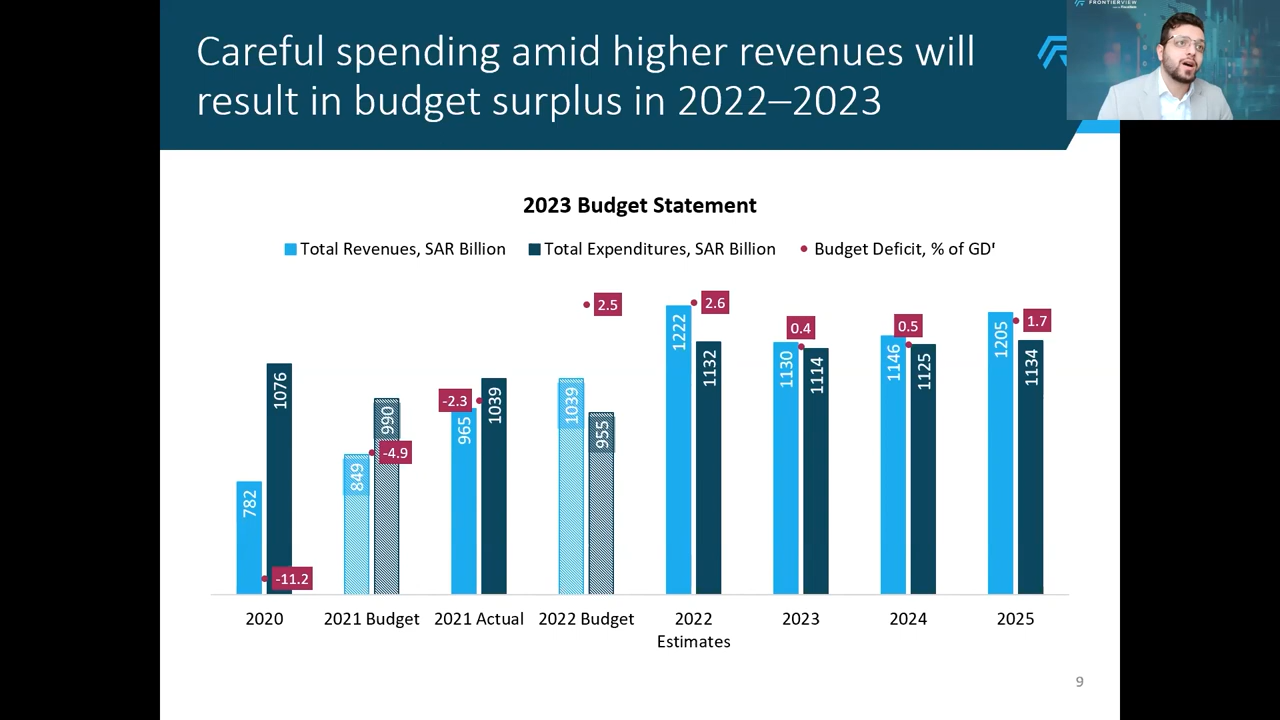 FRONTIERVIEW
Careful spending amid higher revenues will
result in budget surplus in 2022–2023
2023 Budget Statement
Total Revenues, SAR Billion
Total Expenditures, SAR Billion
Budget Deficit, % of
2.5
2.6
0.4
0.5
1.7
-2.3
-4.9
-11.2
782
1076
849
990
965
1039
1039
955
1222
1132
1130
1114
1146
1125
1205
1134
2020
2021 Budget
2021 Actual
2022 Budget
2022
Estimates
2023
2024
2025
9